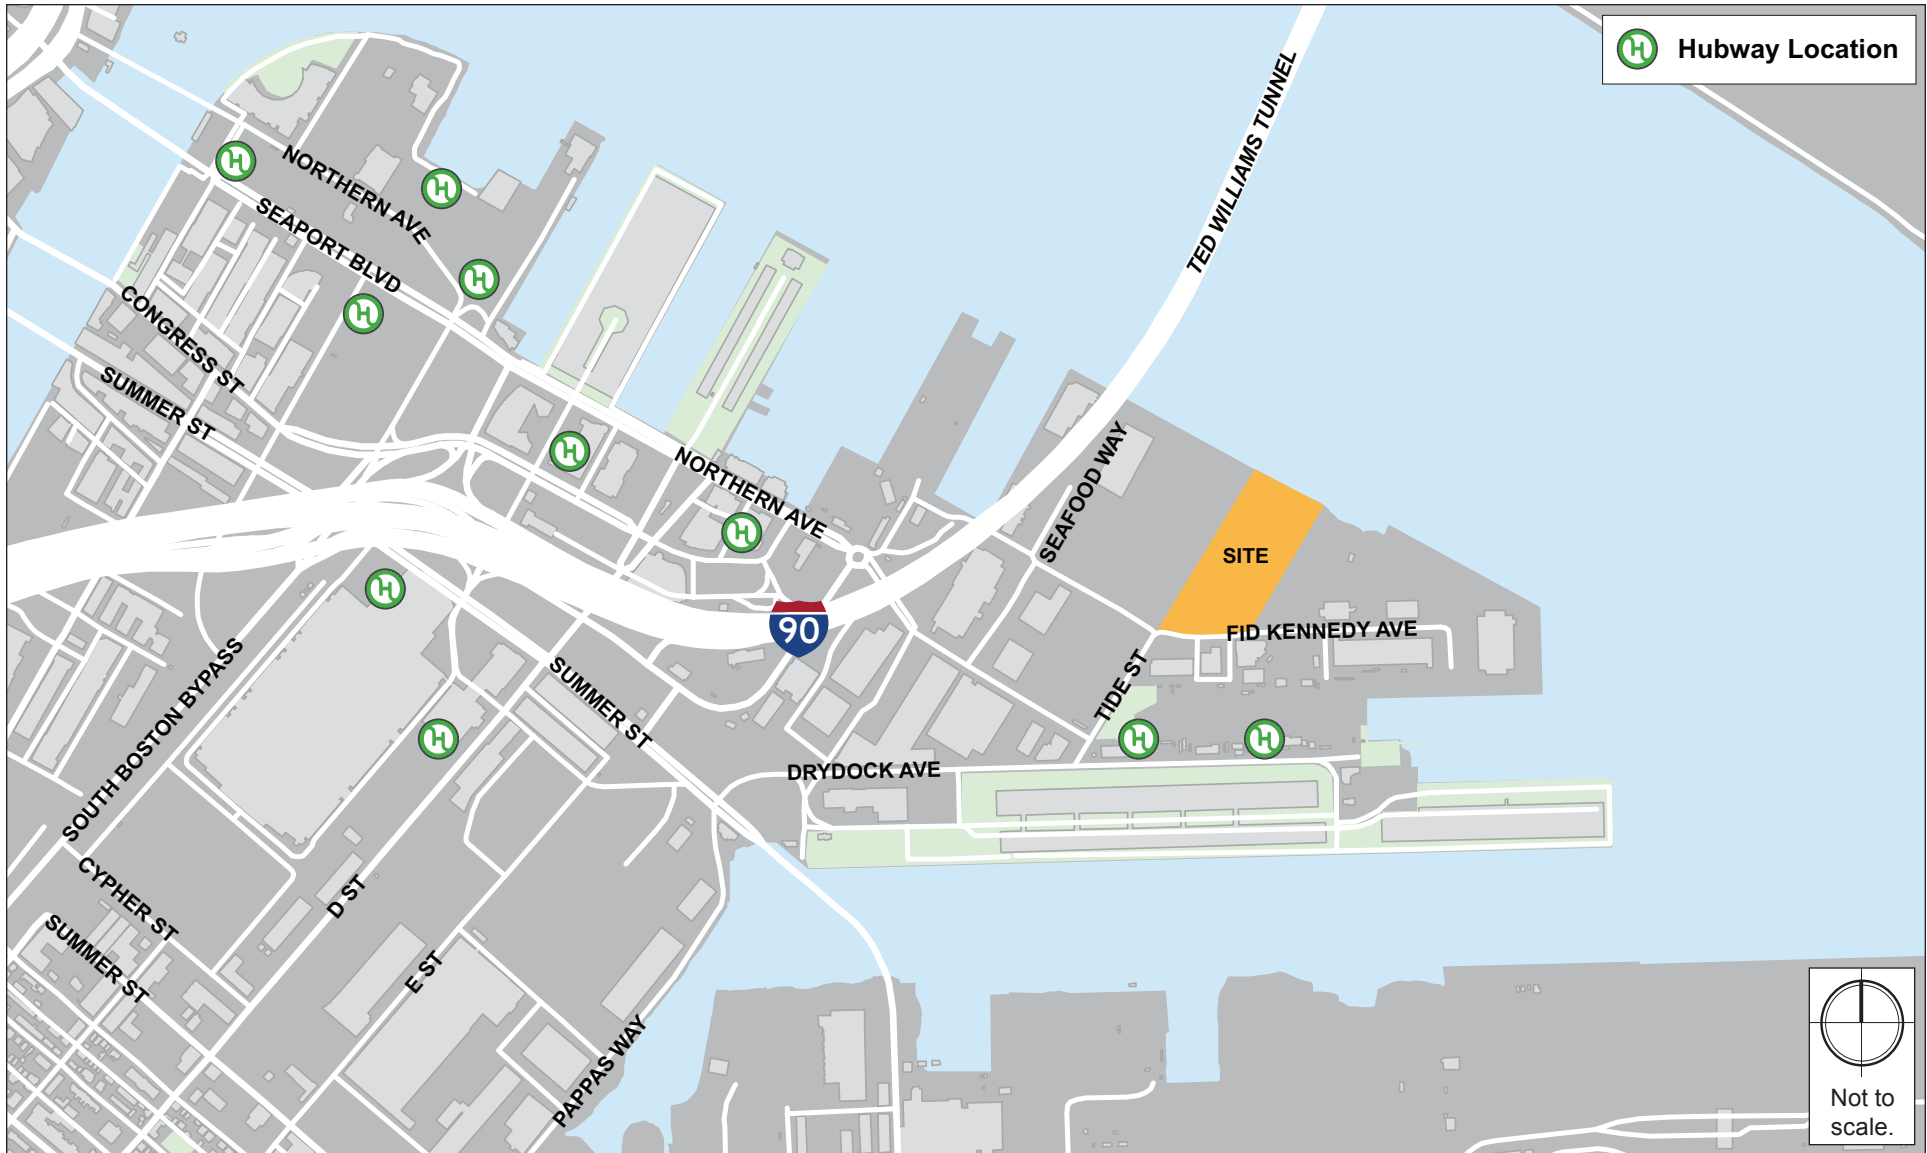 H Hubway Location
TED WILLIAMS TUNNEL
H
H
NORTHERN AVE
SEAPORT BLVD
H
H
CONGRESS ST
SUMMER ST
H
NORTHERN AVE
H
SEAFOOD WAY
SITE
H
90
FID KENNEDY AVE
SOUTH BOSTON BYPASS
SUMMER ST
TIDE ST
H
H
H
DRYDOCK AVE
CYPHER ST
D ST
SUMMER ST
E ST
PAPPAS WAY
Not to
scale.